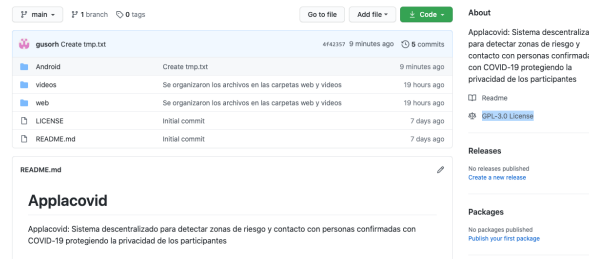 main
1 branch
0 tags
Go to file
Add file
Code
gusorh Create tmp.txt
4f42357 9 minutes ago
5 commits
Android
Create tmp.txt
9 minutes ago
videos
Se organizaron los archivos en las carpetas web y videos
19 hours ago
web
Se organizaron los archivos en las carpetas web y videos
19 hours ago
LICENSE
Initial commit
7 days ago
README.md
Initial commit
7 days ago
README.md
Applacovid
Applacovid: Sistema descentralizado para detectar zonas de riesgo y contacto con personas confirmadas con
COVID-19 protegiendo la privacidad de los participantes
About
Applacovid: Sistema descentraliza
para detectar zonas de riesgo y
contacto con personas confirmada
con COVID-19 protegiendo la
privacidad de los participantes
Readme
GPL-3.0 License
Releases
No releases published
Create a new release
Packages
No packages published
Publish your first package